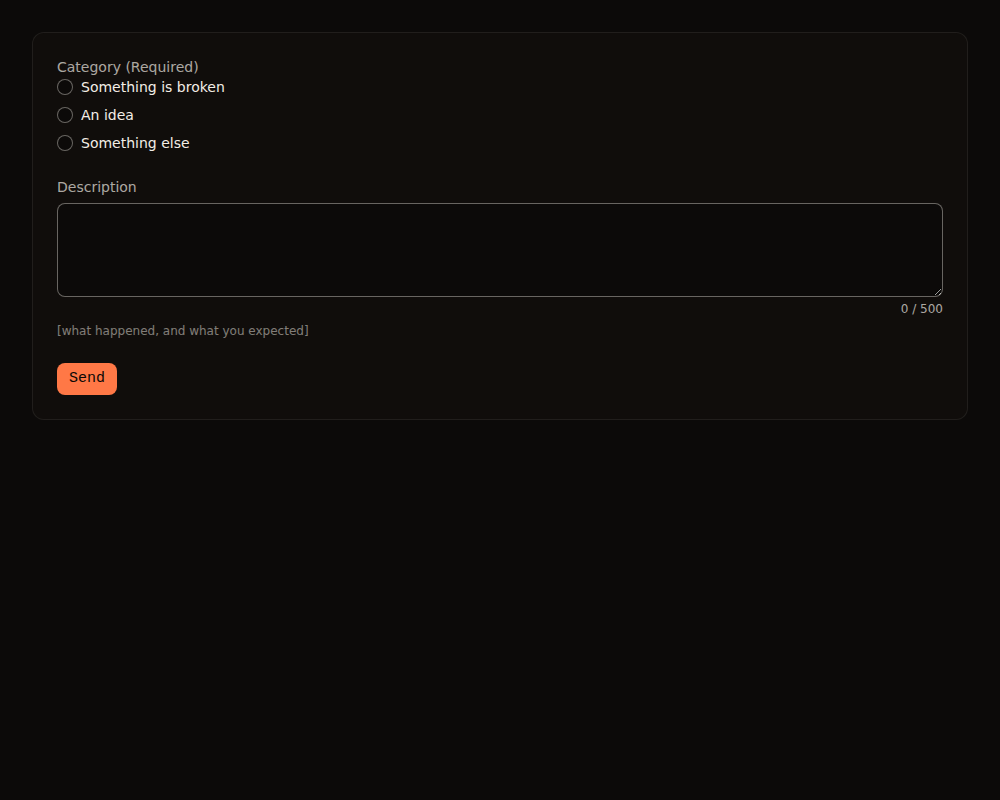 Category (Required)
Something is broken
An idea
Something else
Description
0 / 500
[what happened, and what you expected]
Send